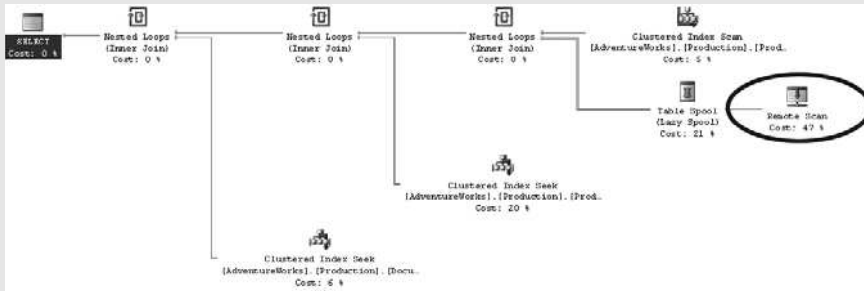 SELECT
Cost: 0 %
Nested Loops
(Inner Join)
Cost: 0 %
Nested Loops
(Inner Join)
Cost: 0 %
Nested Loops
(Inner Join)
Cost: 0 %
Clustered Index Scan
[AdventureWorks].[Production].[Prod…
Cost: 5 %
Table Spool
(Lazy Spool)
Cost: 21 %
Remote Scan
Cost: 47 %
Clustered Index Seek
[AdventureWorks].[Production].[Prod…
Cost: 20 %
Clustered Index Seek
[AdventureWorks].[Production].[Docu…
Cost: 6 %